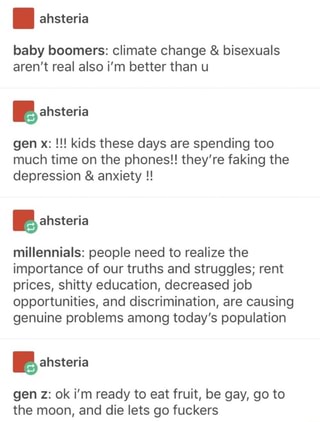 ahsteria
baby boomers: climate change & bisexuals
aren't real also i'm better than u
ahsteria
gen x: !!! kids these days are spending too
much time on the phones!! they're faking the
depression & anxiety !!
ahsteria
millennials: people need to realize the
importance of our truths and struggles; rent
prices, shitty education, decreased job
opportunities, and discrimination, are causing
genuine problems among today's population
ahsteria
gen z: ok i'm ready to eat fruit, be gay, go to
the moon, and die lets go fuckers